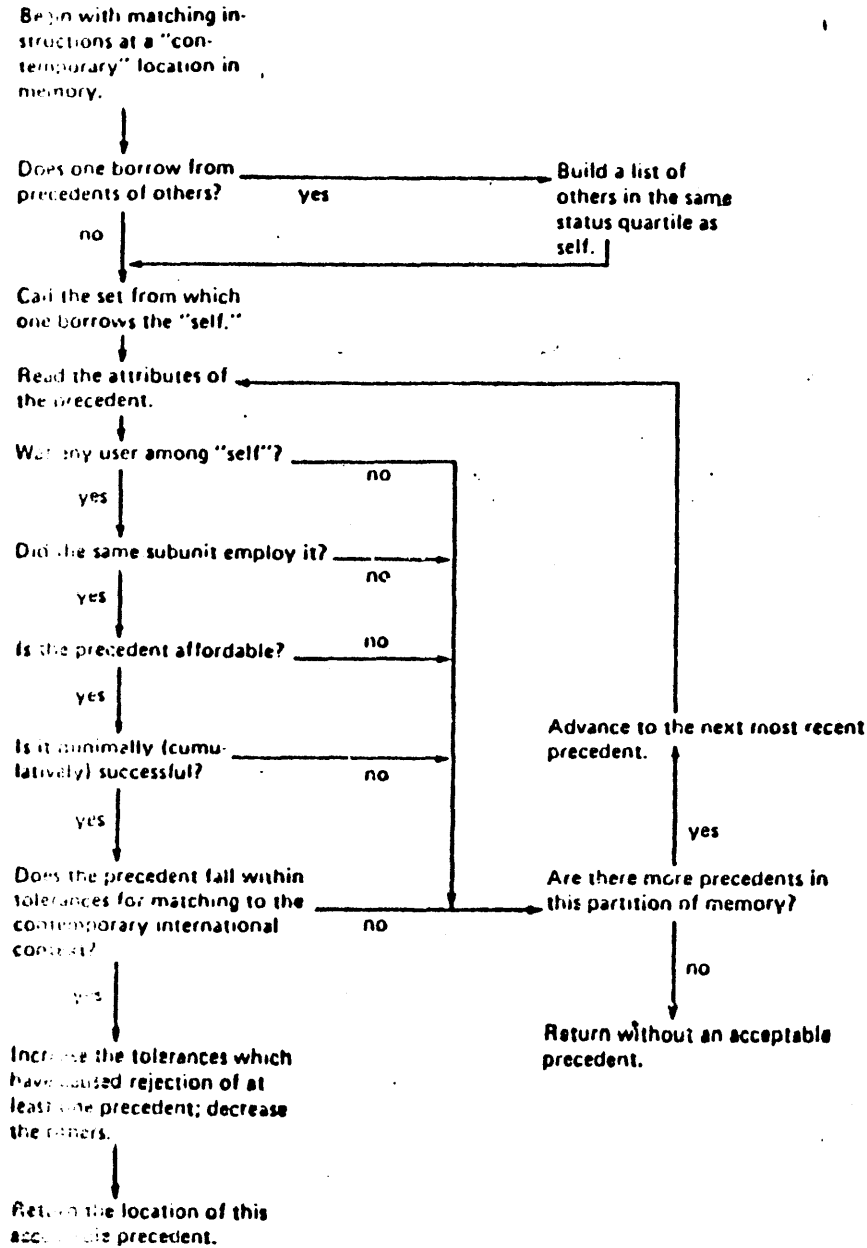 Begin with matching in-
structions at a "con-
temporary" location in
memory.
Does one borrow from
precedents of others?
yes
Build a list of
others in the same
status quartile as
self.
no
Call the set from which
one borrows the "self."
Read the attributes of
the precedent.
Was any user among "self"?
no
yes
Did the same subunit employ it?
no
yes
Is the precedent affordable?
no
yes
Is it minimally (cumu-
latively) successful?
no
yes
Advance to the next most recent
precedent.
yes
Does the precedent fall within
tolerances for matching to the
contemporary international
context?
no
Are there more precedents in
this partition of memory?
yes
no
Increase the tolerances which
have caused rejection of at
least one precedent; decrease
the others.
Return without an acceptable
precedent.
Return the location of this
acceptable precedent.